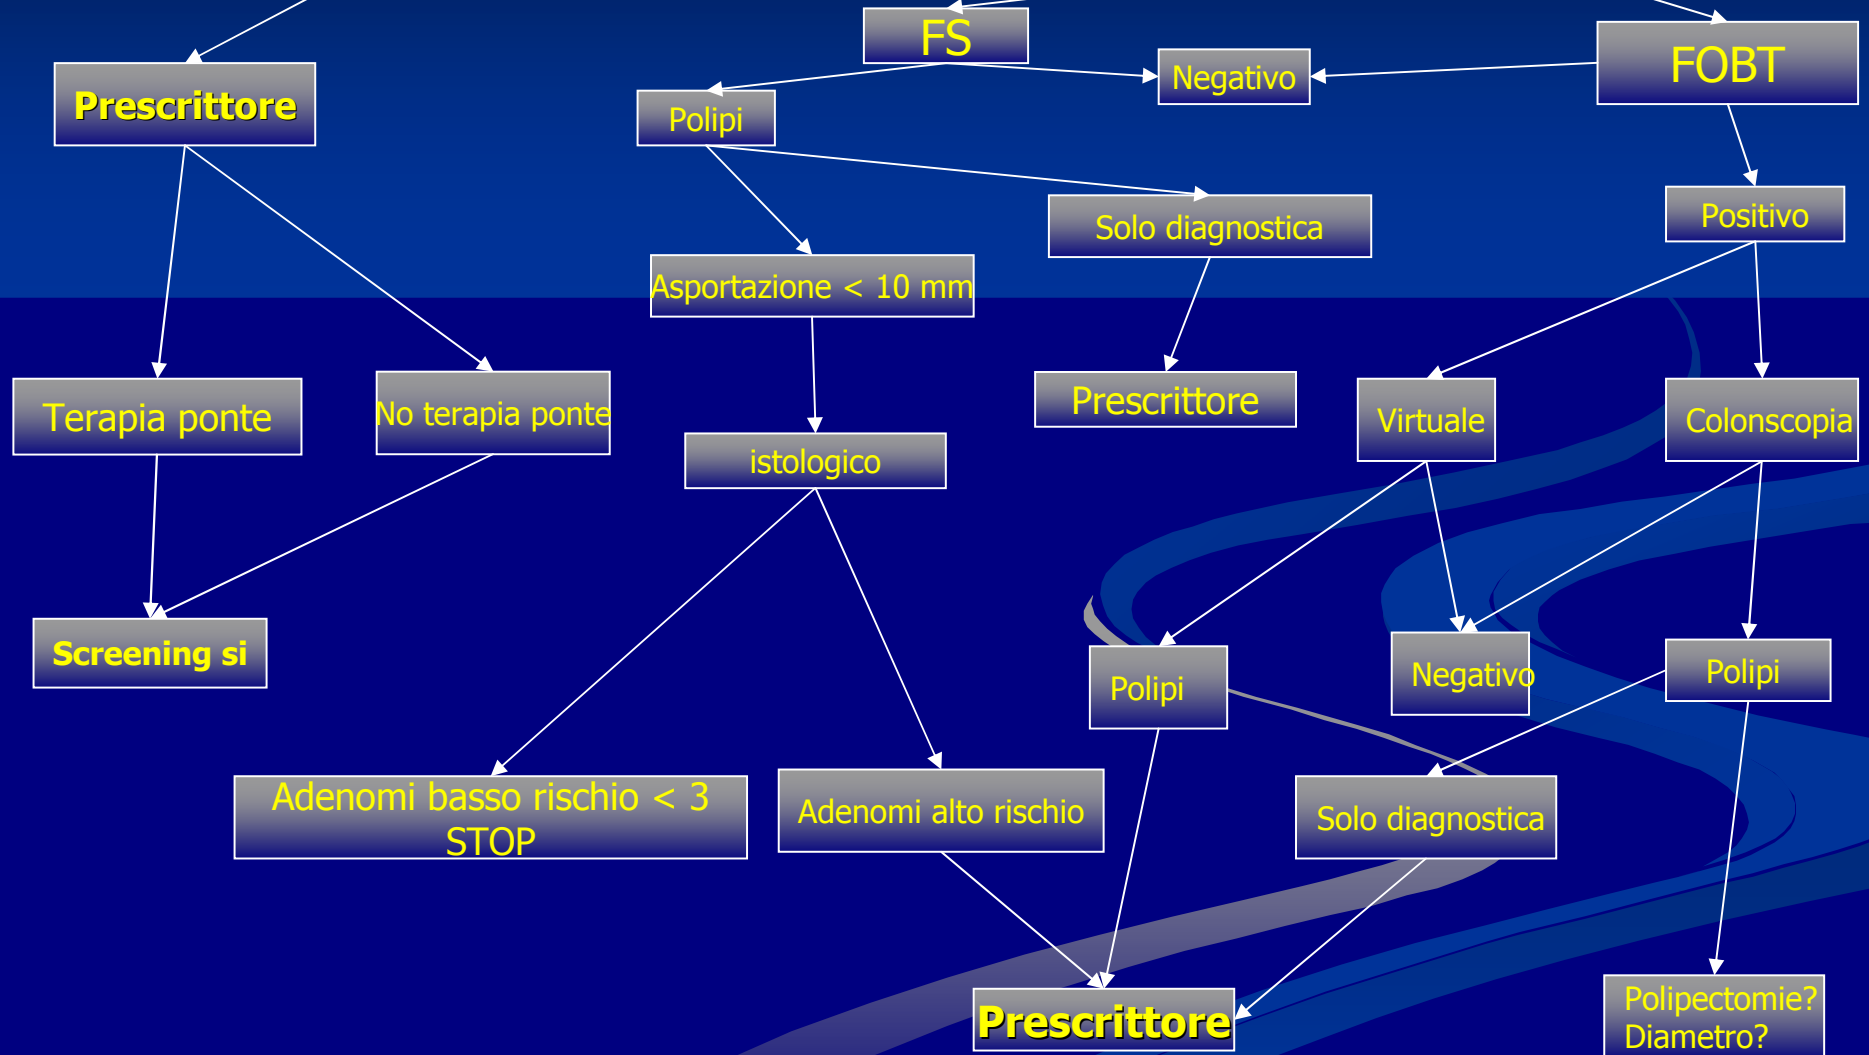 FS
FOBT
Negativo
Prescrittore
Polipi
Positivo
Solo diagnostica
Asportazione < 10 mm
Prescrittore
Terapia ponte
No terapia ponte
Virtuale
Colonscopia
istologico
Screening si
Polipi
Negativo
Polipi
Adenomi basso rischio < 3
STOP
Adenomi alto rischio
Solo diagnostica
Prescrittore
Polipectomie?
Diametro?